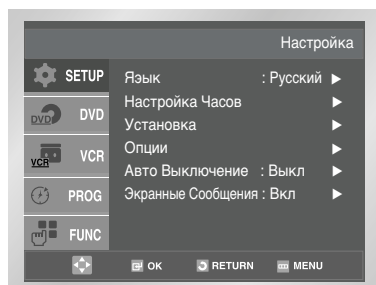 Настройка
SETUP
Язык : Русский ▶
Настройка Часов ▶
DVD DVD
Установка ▶
VCR VCR
Опции ▶
Авто Выключение : Выкл ▶
PROG
Экранные Сообщения : Вкл ▶
FUNC
OK RETURN MENU